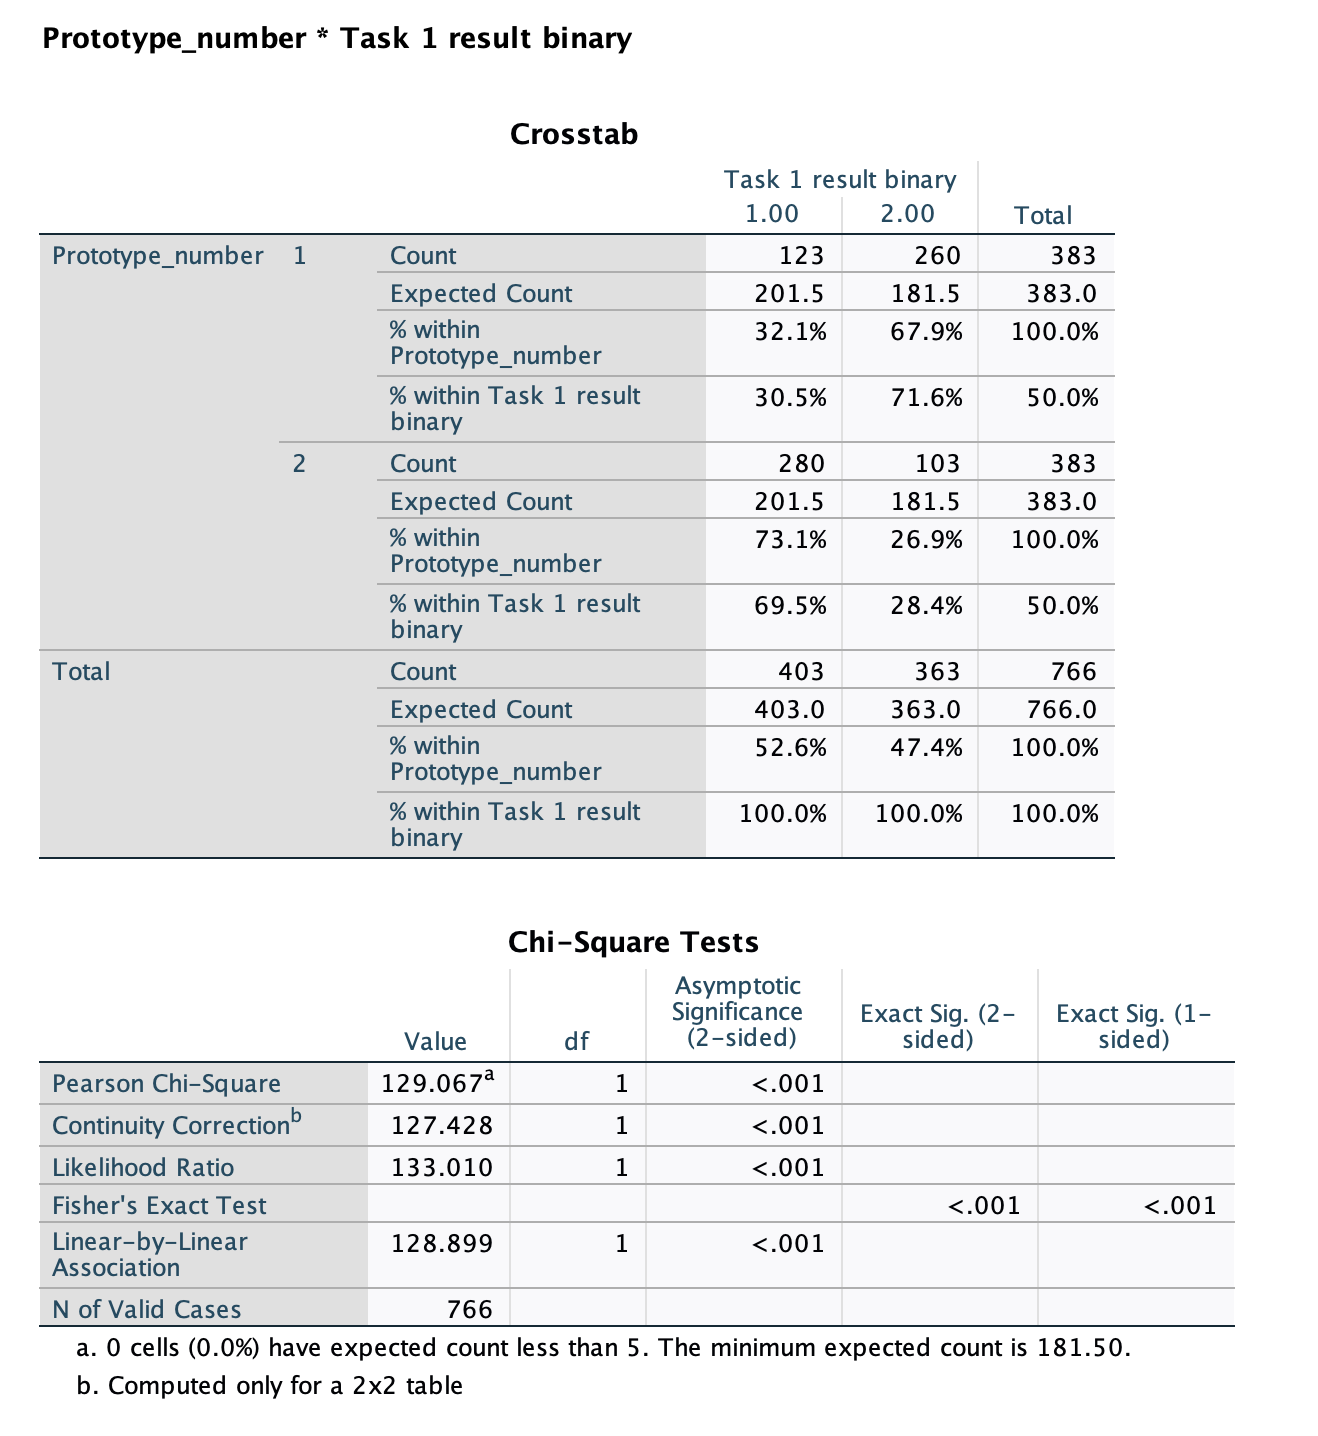 Prototype_number * Task 1 result binary
Crosstab
Task 1 result binary
1.00 2.00 Total
Prototype_number 1 Count 123 260 383
Expected Count 201.5 181.5 383.0
% within
Prototype_number 32.1% 67.9% 100.0%
% within Task 1 result
binary 30.5% 71.6% 50.0%
2 Count 280 103 383
Expected Count 201.5 181.5 383.0
% within
Prototype_number 73.1% 26.9% 100.0%
% within Task 1 result
binary 69.5% 28.4% 50.0%
Total Count 403 363 766
Expected Count 403.0 363.0 766.0
% within
Prototype_number 52.6% 47.4% 100.0%
% within Task 1 result
binary 100.0% 100.0% 100.0%
Chi-Square Tests
Value df Asymptotic
Significance
(2-sided) Exact Sig. (2-
sided) Exact Sig. (1-
sided)
Pearson Chi-Square 129.067a 1 <.001
Continuity Correctionb 127.428 1 <.001
Likelihood Ratio 133.010 1 <.001
Fisher's Exact Test <.001 <.001
Linear-by-Linear
Association 128.899 1 <.001
N of Valid Cases 766
a. 0 cells (0.0%) have expected count less than 5. The minimum expected count is 181.50.
b. Computed only for a 2x2 table